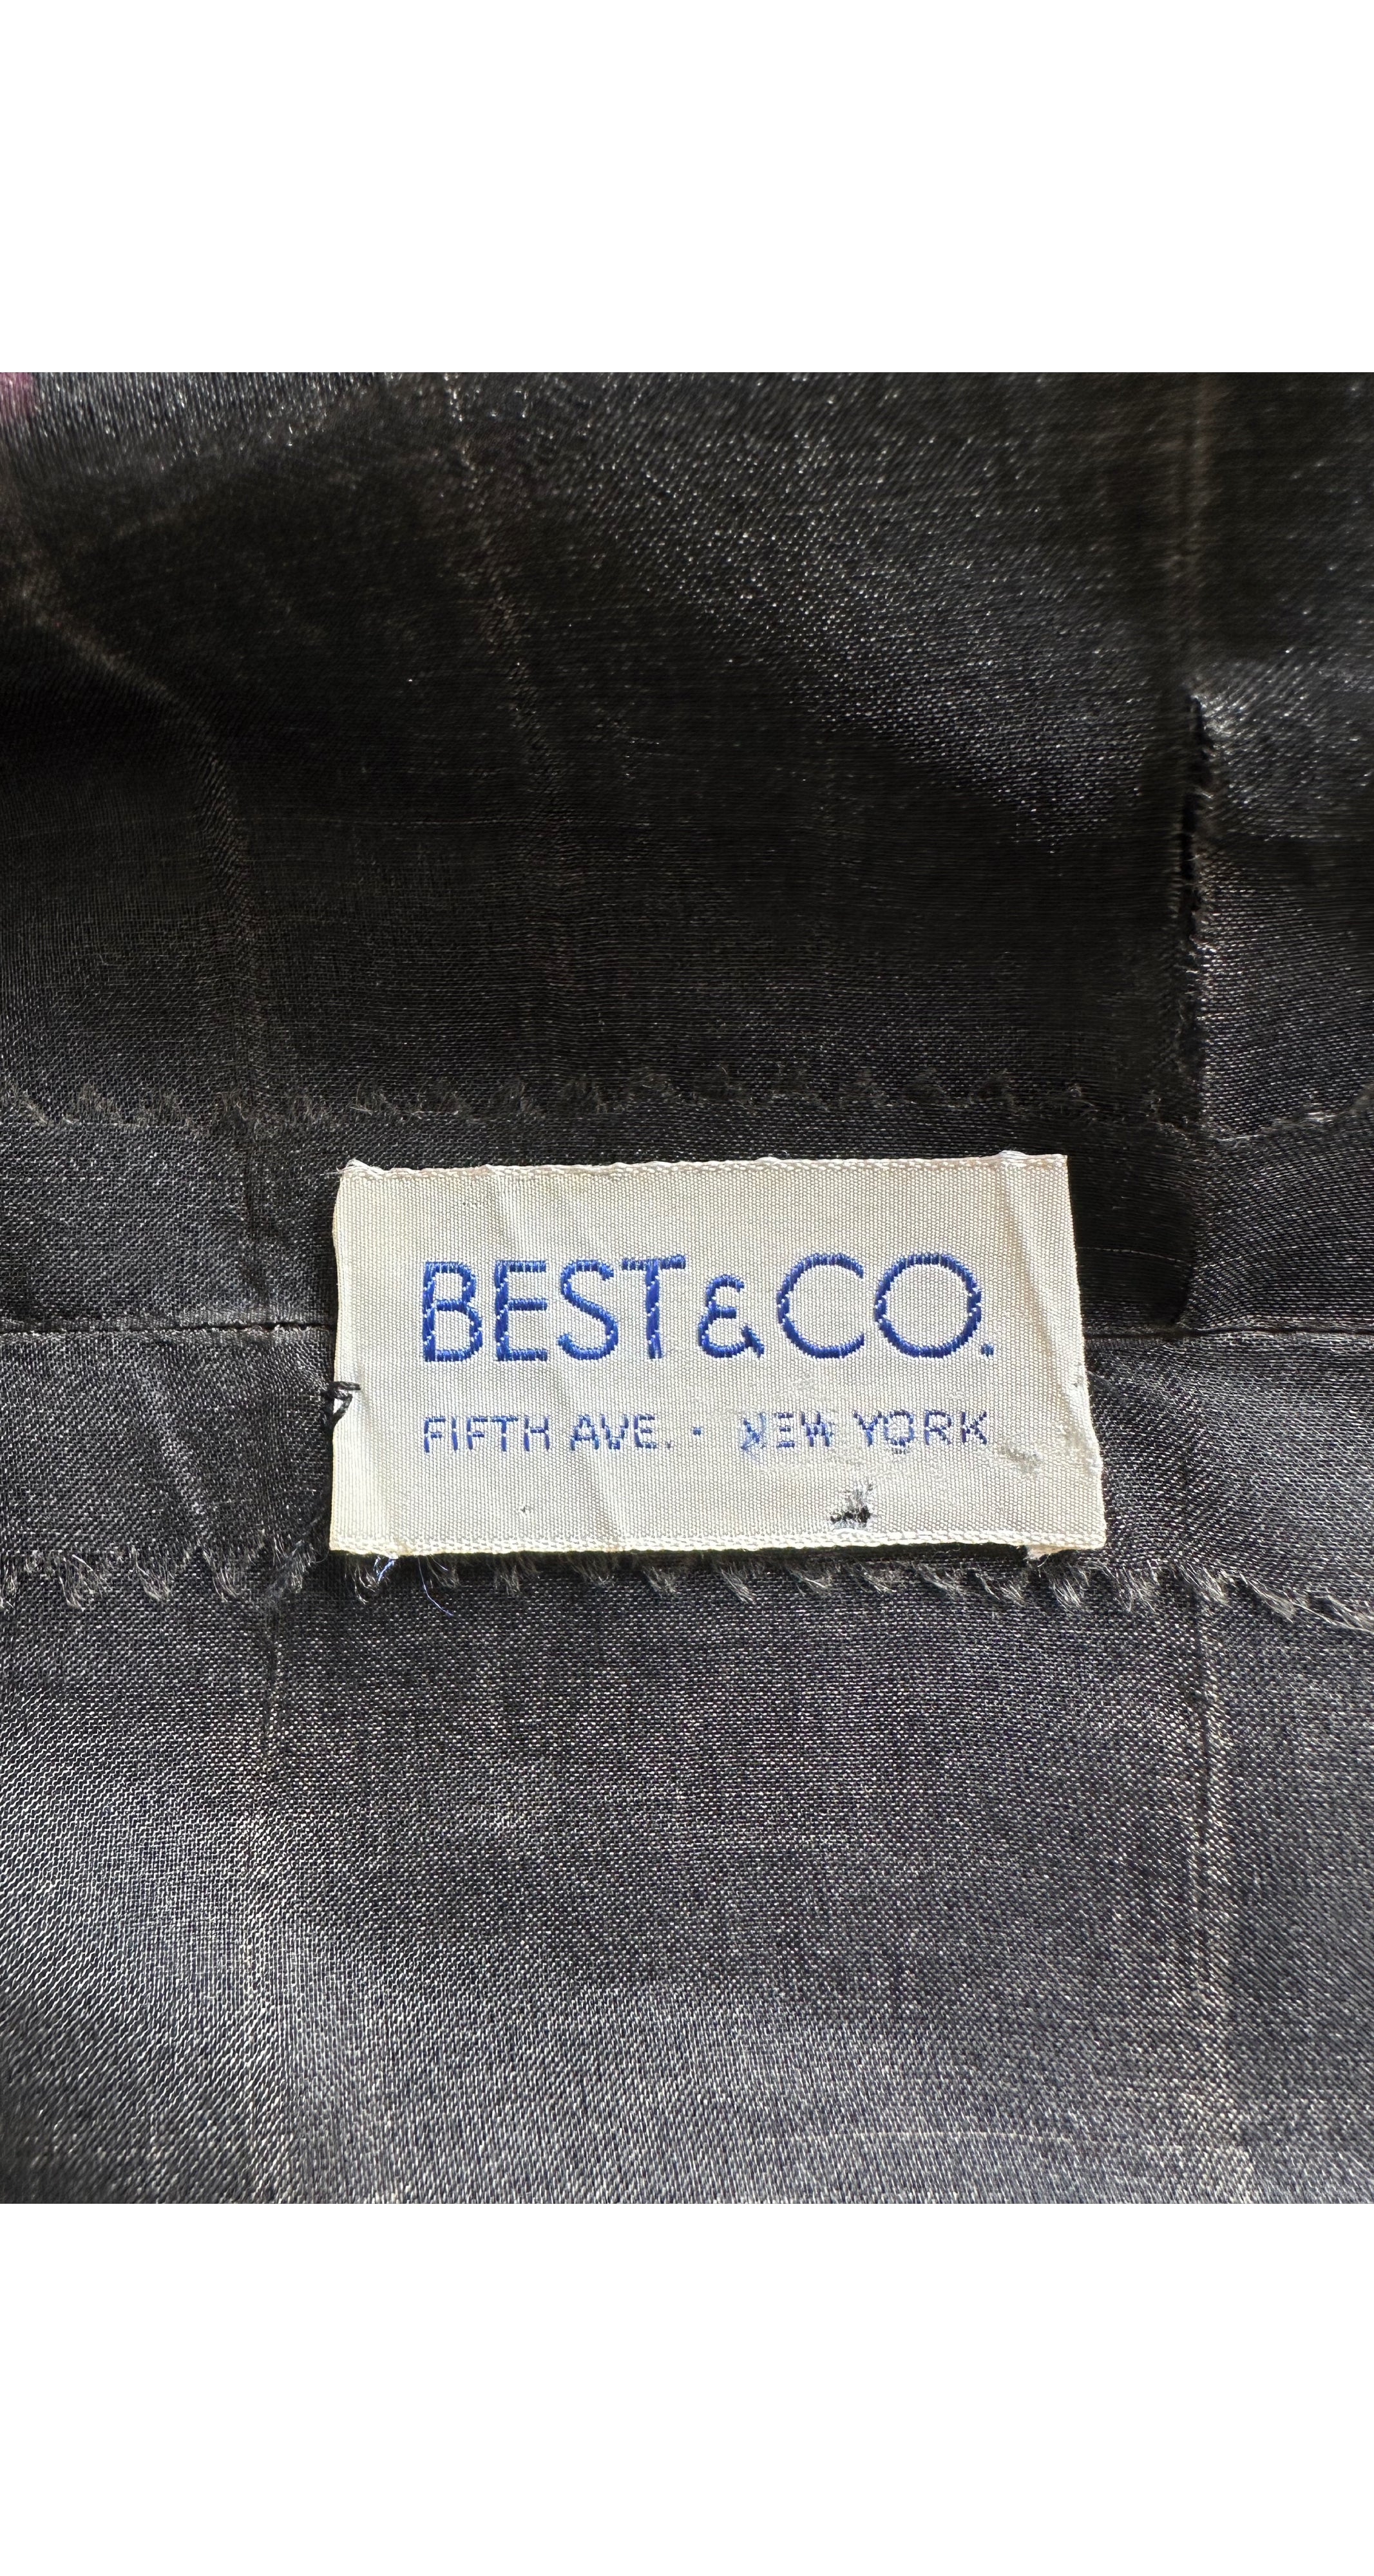 BEST & CO.
FIFTH AVE. · NEW YORK